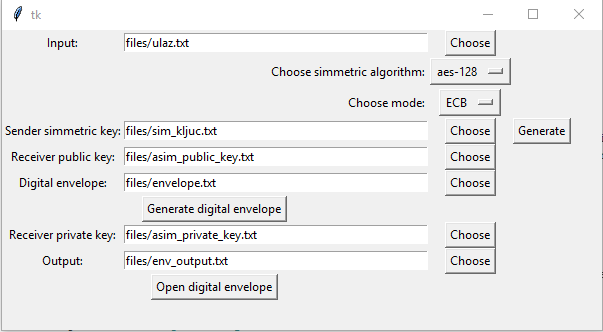 tk
Input: files/ulaz.txt Choose
Choose simmetric algorithm: aes-128
Choose mode: ECB
Sender simmetric key: files/sim_kljuc.txt Choose Generate
Receiver public key: files/asim_public_key.txt Choose
Digital envelope: files/envelope.txt Choose
Generate digital envelope
Receiver private key: files/asim_private_key.txt Choose
Output: files/env_output.txt Choose
Open digital envelope